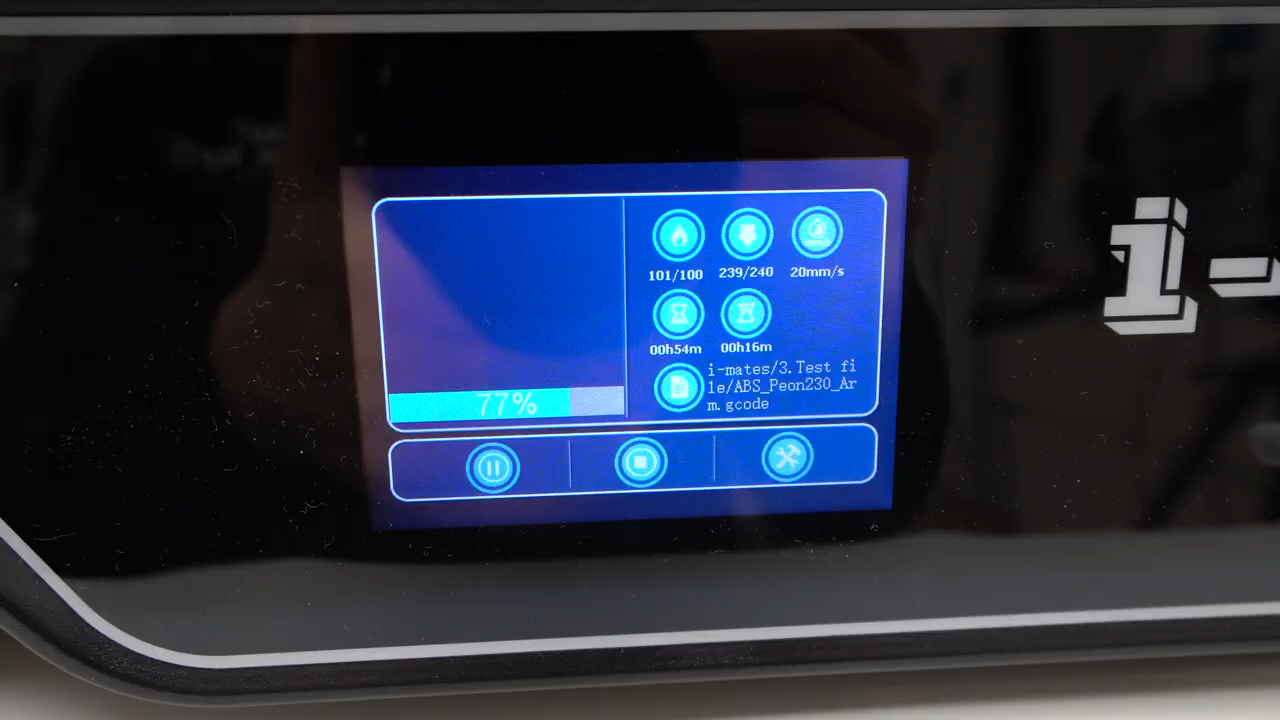 101/100 239/240 20mm/s
00h54m 00h16m
i-mates/3.Test fi
le/ABS_Peon230_Ar
m.gcode
77%
i-